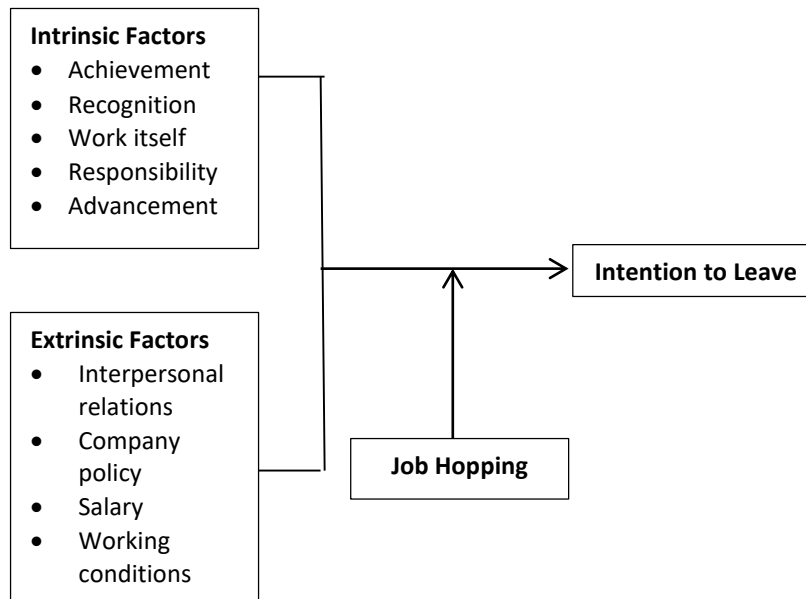 Intrinsic Factors
• Achievement
• Recognition
• Work itself
• Responsibility
• Advancement
Extrinsic Factors
• Interpersonal
relations
• Company
policy
• Salary
• Working
conditions
Job Hopping
Intention to Leave